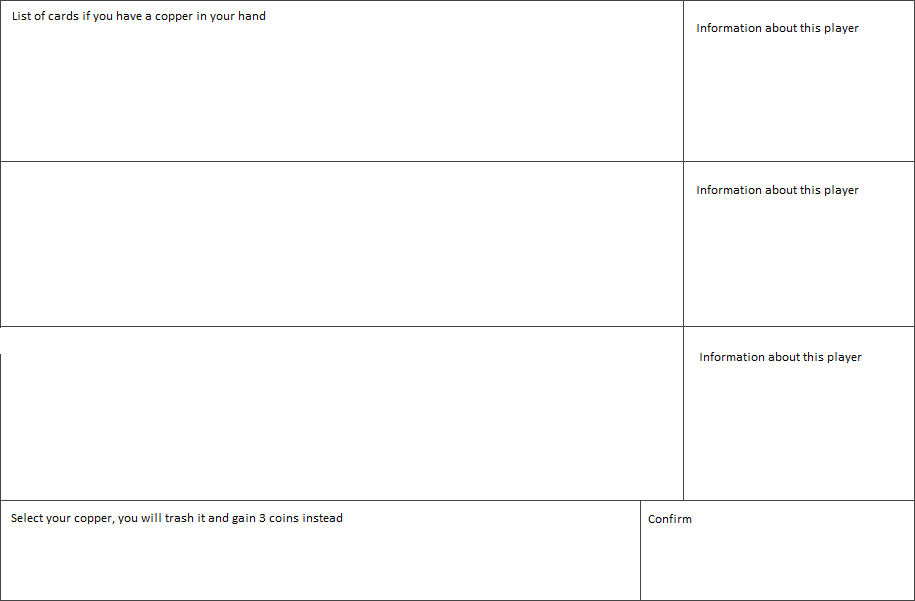 List of cards if you have a copper in your hand
Information about this player
Information about this player
Information about this player
Select your copper, you will trash it and gain 3 coins instead
Confirm